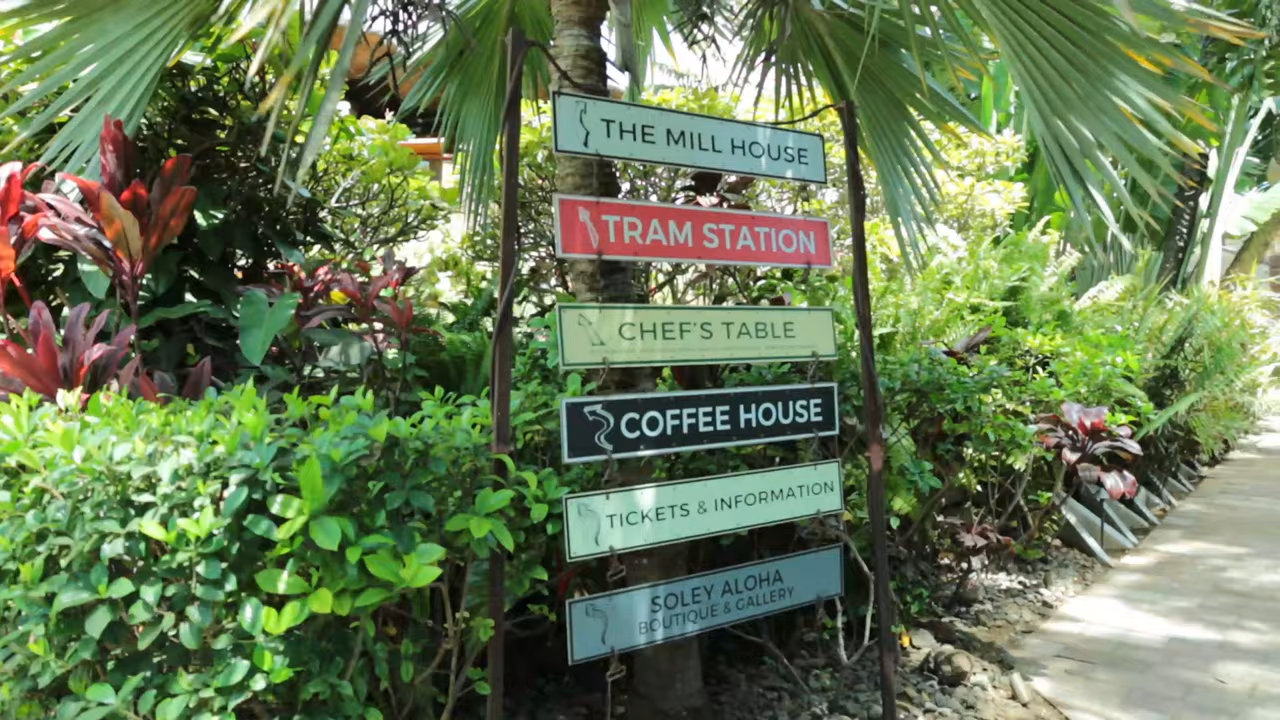 THE MILL HOUSE
TRAM STATION
CHEF'S TABLE
COFFEE HOUSE
TICKETS & INFORMATION
SOLEY ALOHA
BOUTIQUE & GALLERY